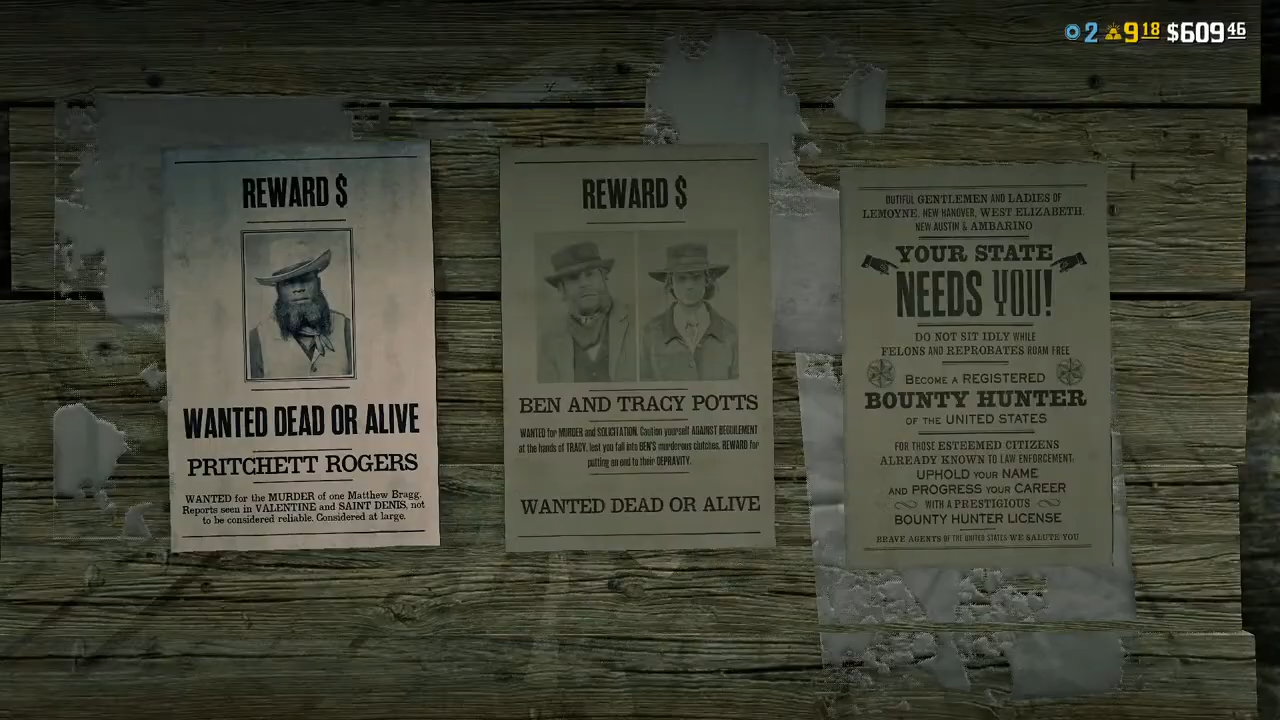 2 9.18 $609.46
REWARD $
WANTED DEAD OR ALIVE
PRITCHETT ROGERS
WANTED for the MURDER of one Matthew Bragg.
Reports seen in VALENTINE and SAINT DENIS, not
to be considered reliable. Considered at large.
REWARD $
BEN AND TRACY POTTS
WANTED for MURDER and SOLICITATION. Caution yourself AGAINST BEGUILEMENT
at the hands of TRACY, lest you fall into BEN'S murderous clutches. REWARD for
putting an end to their DEPRAVITY.
WANTED DEAD OR ALIVE
DUTIFUL GENTLEMEN AND LADIES OF
LEMOYNE, NEW HANOVER, WEST ELIZABETH,
NEW AUSTIN & AMBARINO
YOUR STATE
NEEDS YOU!
DO NOT SIT IDLY WHILE
FELONS AND REPROBATES ROAM FREE
BECOME A REGISTERED
BOUNTY HUNTER
OF THE UNITED STATES
FOR THOSE ESTEEMED CITIZENS
ALREADY KNOWN TO LAW ENFORCEMENT,
UPHOLD YOUR NAME
AND PROGRESS YOUR CAREER
WITH A PRESTIGIOUS
BOUNTY HUNTER LICENSE
BRAVE AGENTS OF THE UNITED STATES WE SALUTE YOU